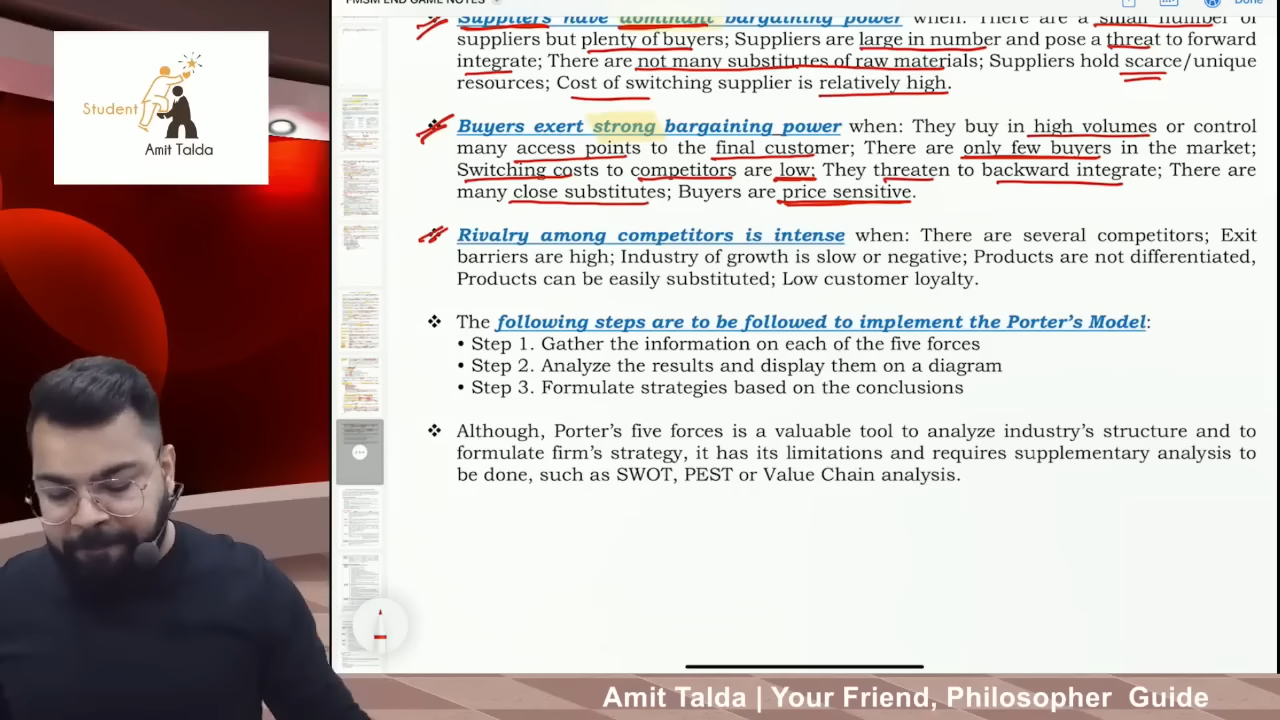 FMSM END GAME NOTES
Done
Suppliers have dominant bargaining power when: There are a small number of
suppliers but plenty of buyers; Suppliers are large in number and pose a threat to forward
integrate; There are not many substitutes of raw materials; Suppliers hold scarce/unique
resources; Cost of switching supplier is relatively high.
❖ Buyers exert strong bargaining power when: They buy in large volumes or control
many access points to the final customer; There are only few buyers in the market;
Switching costs to competitors are They threaten to backward integrate; There are
many close substitutes; Buyers are price sensitive.
❖ Rivalry among competitors is intense when: There are several competitors; Exit
barriers are high; Industry of growth is slow or negative; Products are not differentiated,
Products can be easily substituted; Low customer loyalty.
❖ The following steps are to be followed to implement the Porter's Model
• Step 1: Gather the information on each of the five forces
• Step 2: Analyze the results and display them on a diagram
• Step 3: Formulate strategies based on the conclusions
❖ Although, Porter's five forces is a valuable tool to analyze industry's structure and to
formulate firm's strategy, it has its limitations and requires supplementary analysis to
be done, such as SWOT, PEST or Value Chain analysis.
Student
Amit Talda
Amit Talda | Your Friend, Philosopher Guide